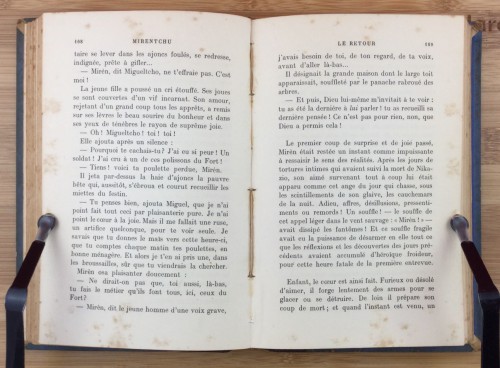 188 MIRENTCHU
taire se lever dans les ajoncs foulés, se redresse,
indignée, prête à gifler...
— Mirèn, dit Migueltcho, ne t'effraie pas. C'est
moi !
La jeune fille a poussé un cri étouffé. Ses joues
se sont couvertes d'un vif incarnat. Son amour,
rejetant d'un grand coup tous les apprêts, a remis
sur ses lèvres le beau sourire du bonheur et dans
ses yeux de ténèbres le rayon de suprême joie.
— Oh ! Migueltcho ! toi ! toi !
Elle ajouta après un silence :
— Pourquoi te cachais-tu? J'ai eu si peur ! Un
soldat ! J'ai cru à un de ces polissons du Fort !
— Tiens ! voici ta poulette perdue, Mirèn.
Il jeta par-dessus la haie d'ajoncs la pauvre
bête qui, aussitôt, s'ébroua et courut recueillir les
miettes du festin.
— Tu penses bien, ajouta Miguel, que je n'ai
point fait tout ceci par plaisanterie pure. Je n'ai
point le cœur à la joie. Mais il me fallait une ruse,
un artifice quelconque, pour te voir seule. Je
savais que tu donnes le maïs vers cette heure-ci,
que tu comptes chaque matin tes poulettes, en
bonne ménagère. Et alors je t'en ai pris une, dans
les broussailles, sûr que tu viendrais la chercher.
Mirèn osa plaisanter doucement :
— Ne dirait-on pas que, toi aussi, là-bas,
tu fais le métier qu'ils font tous, ici, ceux du
Fort?
— Mirèn, dit le jeune homme d'une voix grave,
LE RETOUR
j'avais besoin de toi, de ton regard, de ta voix,
avant d'aller là-bas...
Il désignait la grande maison dont le large toit
apparaissait, souffleté par le panache rabroué des
arbres.
— Et puis, Dieu lui-même m'invitait à te voir :
tu as été la dernière à lui parler ! tu as recueilli sa
dernière pensée ! Ce n'est pas pour rien, non, que
Dieu a permis cela !
Le premier coup de surprise et de joie passé,
Mirèn était restée un instant comme impuissante
à ressaisir le sens des réalités. Après les jours de
tortures intimes qui avaient suivi la mort de Niko-
las, son aimé survenant tout à coup lui était
apparu comme cet ange du jour qui chasse, sous
les scintillements de son glaive, les cauchemars
de la nuit. Adieu, affres, désillusions, pressenti-
ments ou remords ! Un souffle ! — le souffle de
cet appel léger dans le vent sauvage : « Mirèn ! » —
avait dissipé les fantômes ! Et ce souffle fragile
avait eu la puissance de désarmer en elle tout ce
que les réflexions et les découvertes des jours pré-
cédents avaient accumulé d'héroïque froideur,
pour cette heure fatale de la première entrevue.
Enfant, le cœur est ainsi fait. Furieux ou désolé
d'aimer, il forge lentement des armes pour se
glacer ou se détruire. De loin il prépare son
coup de mort ; et quand l'instant est venu, un